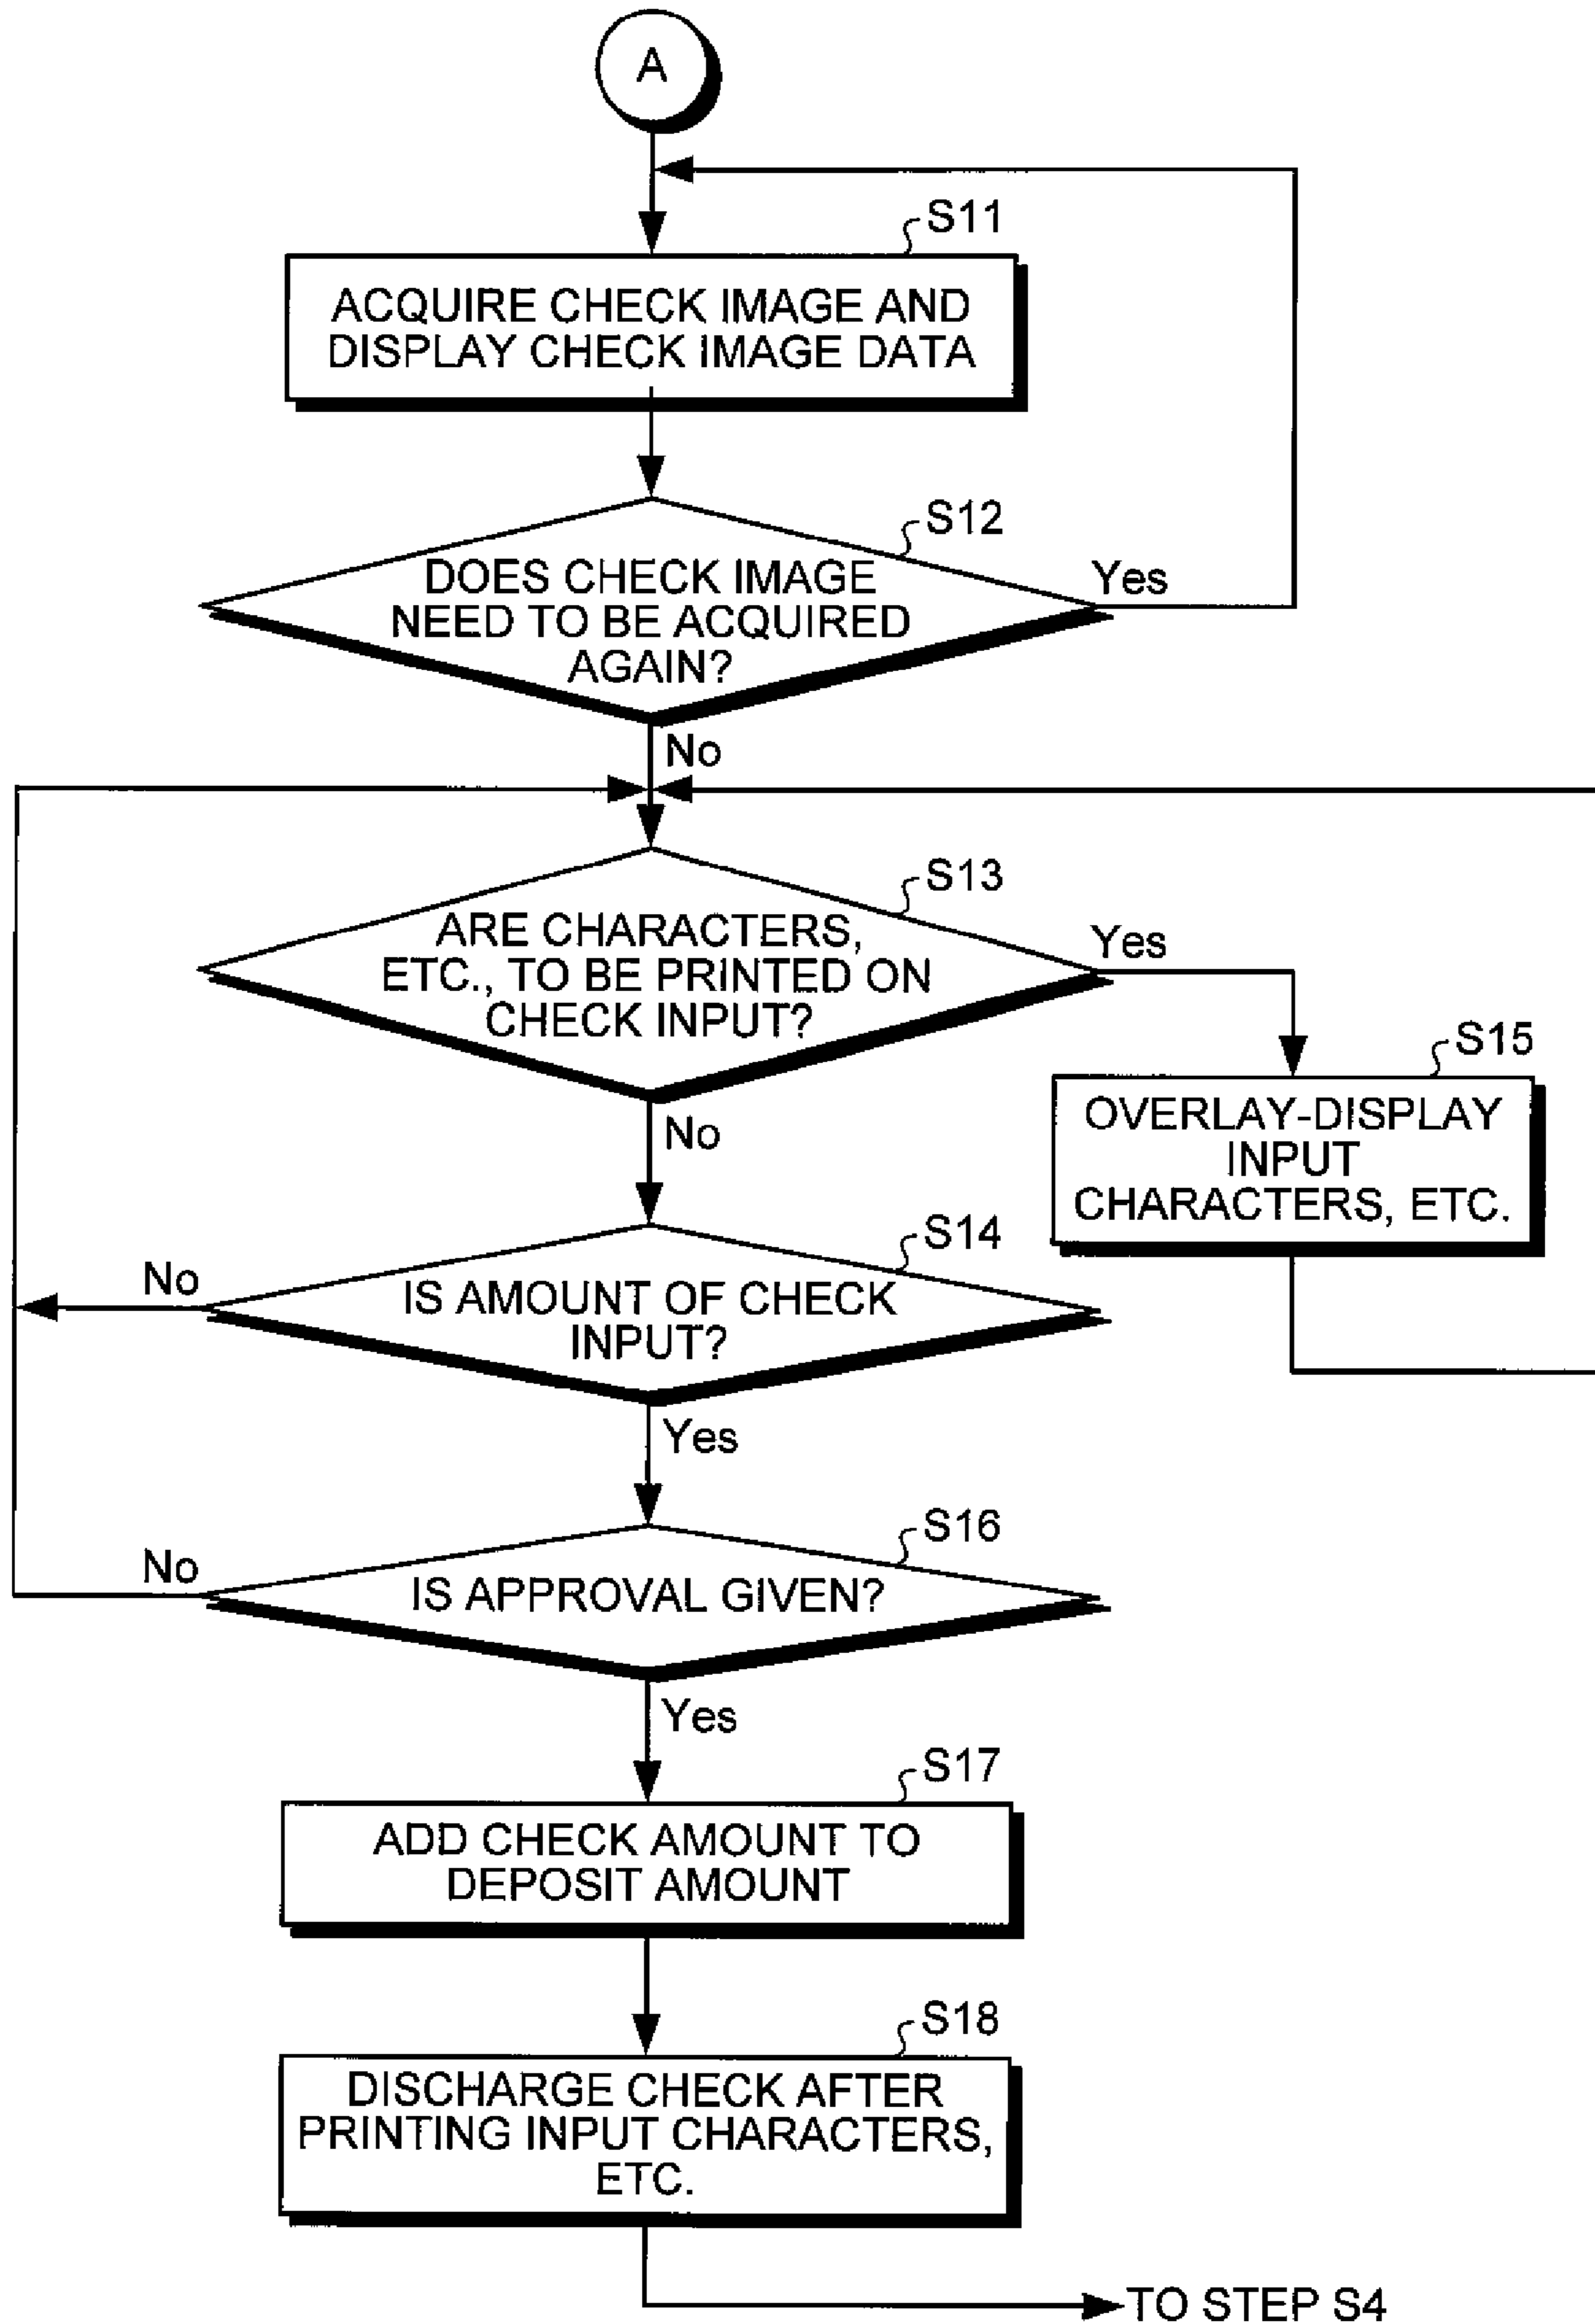 A
S11
ACQUIRE CHECK IMAGE AND
DISPLAY CHECK IMAGE DATA
S12
DOES CHECK IMAGE
NEED TO BE ACQUIRED
AGAIN?
Yes
No
S13
ARE CHARACTERS,
ETC., TO BE PRINTED ON
CHECK INPUT?
Yes
No
S15
OVERLAY-DISPLAY
INPUT
CHARACTERS, ETC.
S14
IS AMOUNT OF CHECK
INPUT?
No
Yes
S16
IS APPROVAL GIVEN?
No
Yes
S17
ADD CHECK AMOUNT TO
DEPOSIT AMOUNT
S18
DISCHARGE CHECK AFTER
PRINTING INPUT CHARACTERS,
ETC.
TO STEP S4